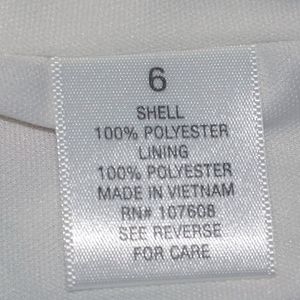 6
SHELL
100% POLYESTER
LINING
100% POLYESTER
MADE IN VIETNAM
RN# 107608
SEE REVERSE
FOR CARE